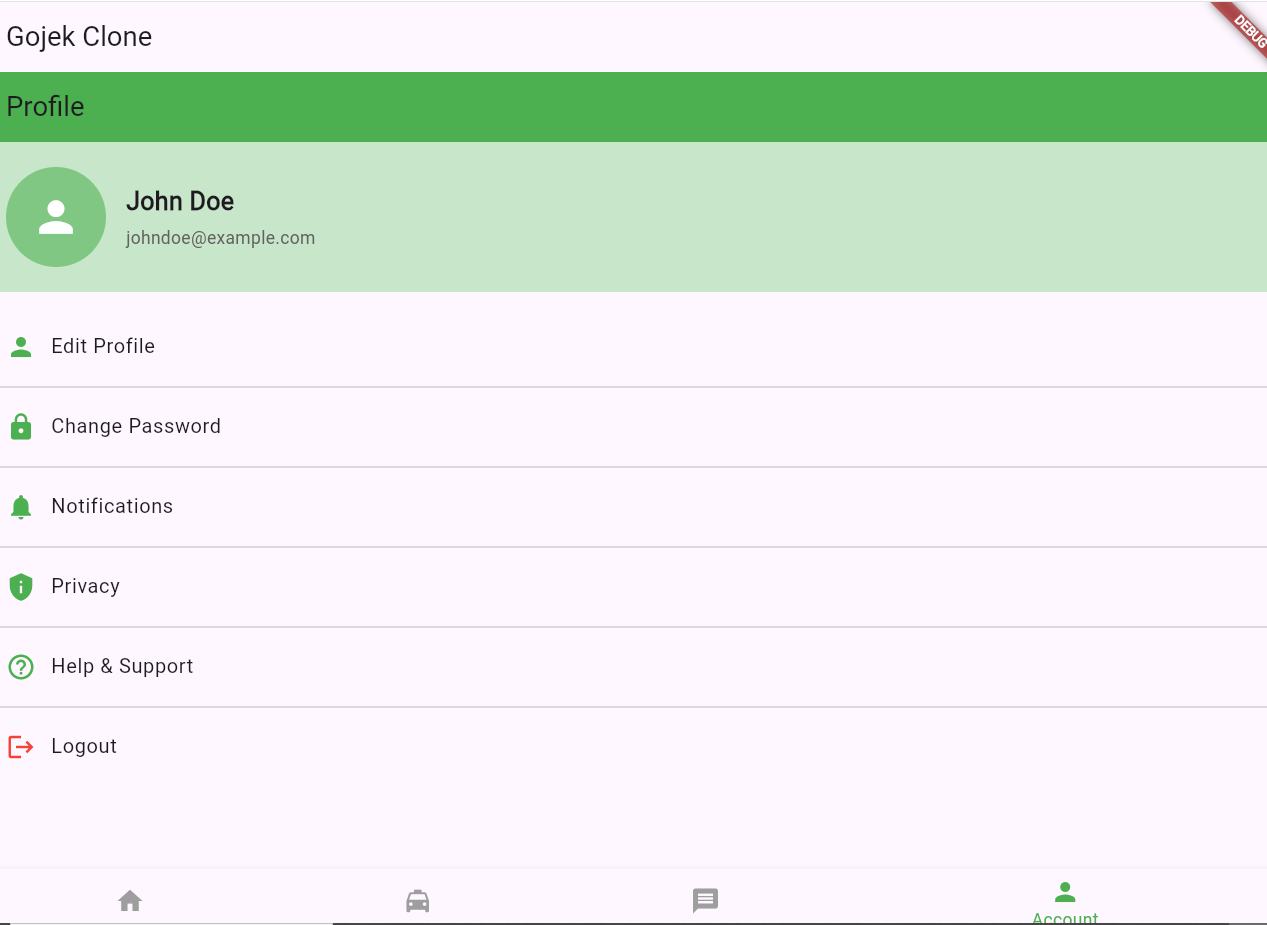 Gojek Clone
DEBUG
Profile
John Doe
johndoe@example.com
Edit Profile
Change Password
Notifications
Privacy
Help & Support
Logout
Account